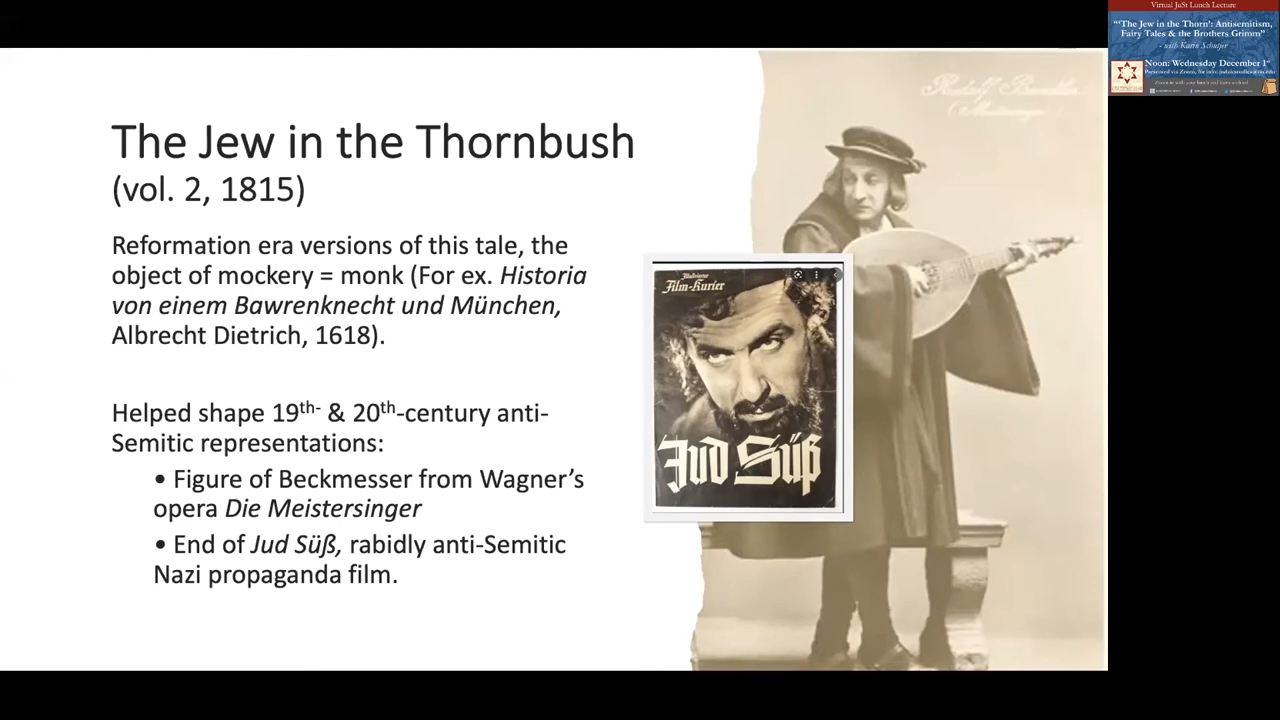 Virtual JuSt Lunch Lecture
"'The Jew in the Thorn': Antisemitism,
Fairy Tales & the Brothers Grimm"
- with Karin Schutjer
Noon: Wednesday December 1st
The Jew in the Thornbush
(vol. 2, 1815)
Reformation era versions of this tale, the
object of mockery = monk (For ex. Historia
von einem Bawrenknecht und München,
Albrecht Dietrich, 1618).
Helped shape 19th- & 20th-century anti-
Semitic representations:
• Figure of Beckmesser from Wagner's
opera Die Meistersinger
• End of Jud Süß, rabidly anti-Semitic
Nazi propaganda film.
Illustrierter
Film-Kurier
Jud Süß